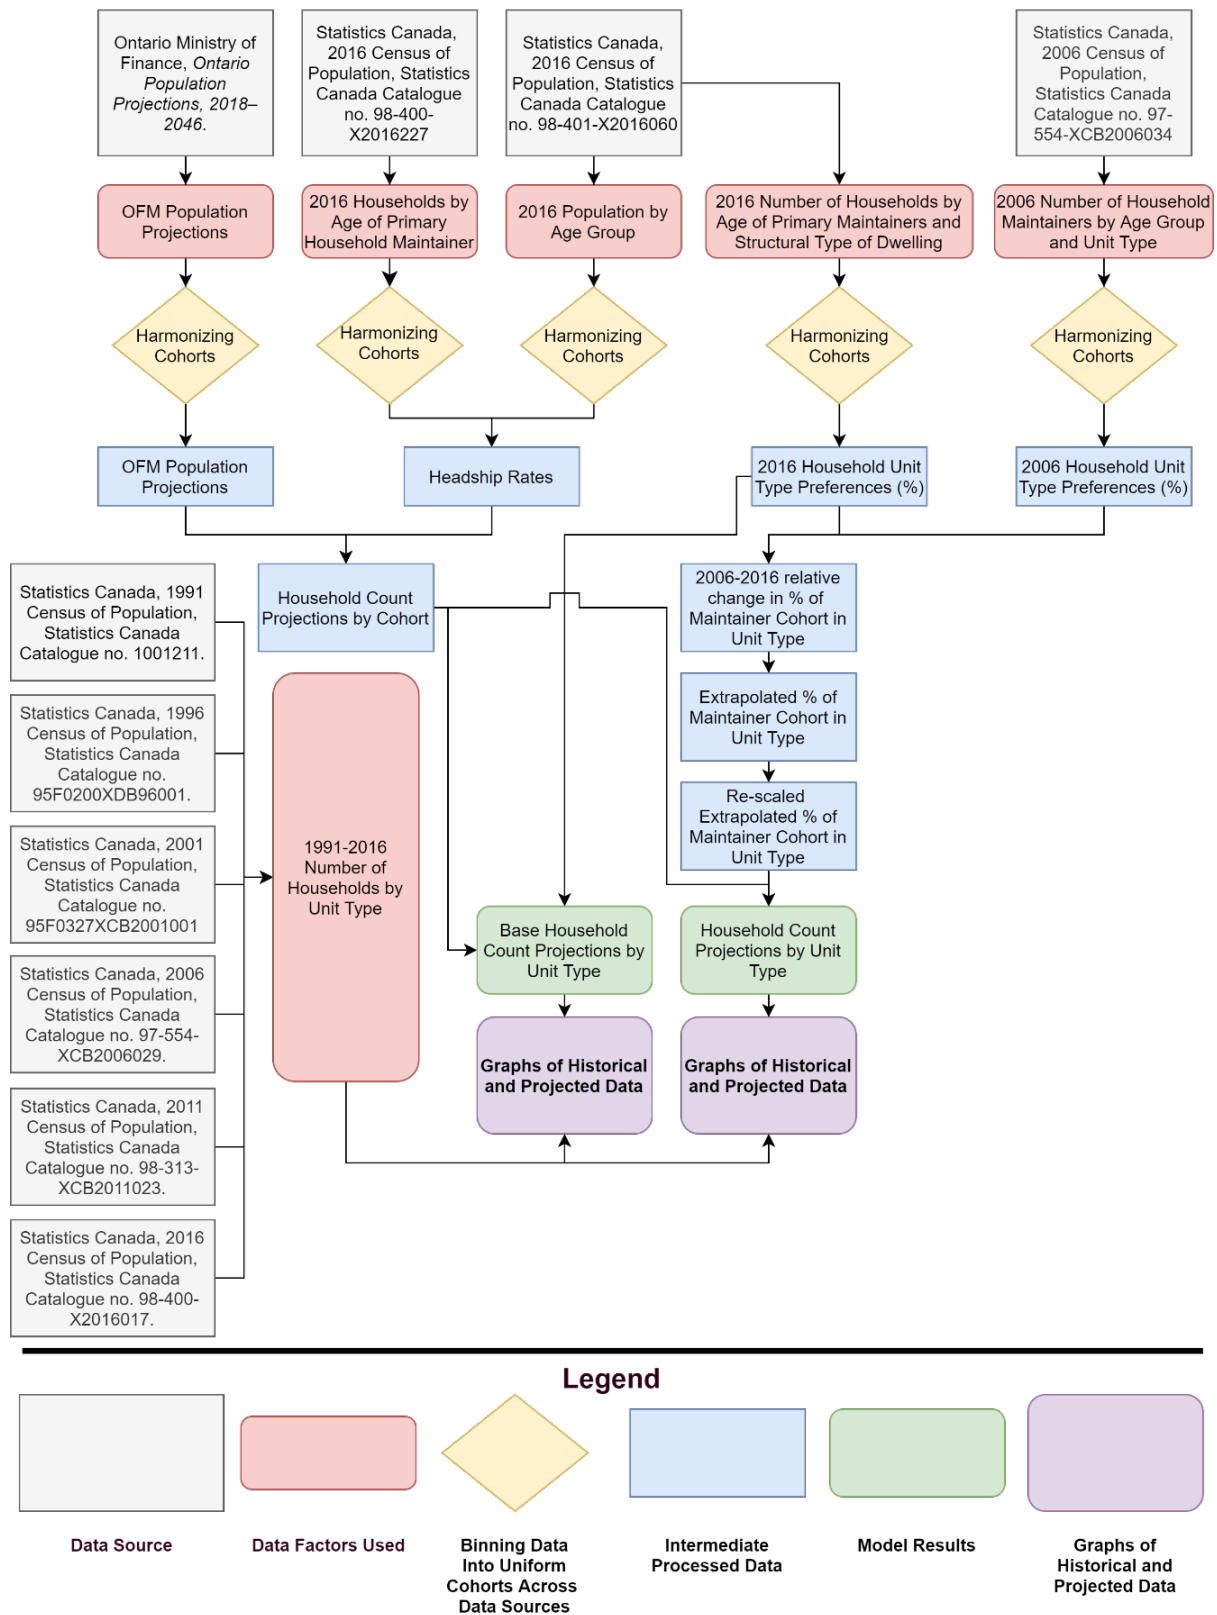 Ontario Ministry of
Finance, Ontario
Population
Projections, 2018–
2046.
Statistics Canada,
2016 Census of
Population, Statistics
Canada Catalogue
no. 98-400-
X2016227
Statistics Canada,
2016 Census of
Population, Statistics
Canada Catalogue
no. 98-401-X2016060
Statistics Canada,
2006 Census of
Population,
Statistics Canada
Catalogue no. 97-
554-XCB2006034
OFM Population
Projections
2016 Households by
Age of Primary
Household Maintainer
2016 Population by
Age Group
2016 Number of Households by
Age of Primary Maintainers and
Structural Type of Dwelling
2006 Number of Household
Maintainers by Age Group
and Unit Type
Harmonizing
Cohorts
Harmonizing
Cohorts
Harmonizing
Cohorts
Harmonizing
Cohorts
Harmonizing
Cohorts
OFM Population
Projections
Headship Rates
2016 Household Unit
Type Preferences (%)
2006 Household Unit
Type Preferences (%)
Statistics Canada, 1991
Census of Population,
Statistics Canada
Catalogue no. 1001211.
Household Count
Projections by Cohort
2006-2016 relative
change in % of
Maintainer Cohort in
Unit Type
Statistics Canada, 1996
Census of Population,
Statistics Canada
Catalogue no.
95F0200XDB96001.
Extrapolated % of
Maintainer Cohort in
Unit Type
Re-scaled
Extrapolated % of
Maintainer Cohort in
Unit Type
Statistics Canada, 2001
Census of Population,
Statistics Canada
Catalogue no.
95F0327XCB2001001
1991-2016
Number of
Households by
Unit Type
Base Household
Count Projections by
Unit Type
Household Count
Projections by Unit
Type
Statistics Canada, 2006
Census of Population,
Statistics Canada
Catalogue no. 97-554-
XCB2006029.
Graphs of Historical
and Projected Data
Graphs of Historical
and Projected Data
Statistics Canada, 2011
Census of Population,
Statistics Canada
Catalogue no. 98-313-
XCB2011023.
Statistics Canada, 2016
Census of Population,
Statistics Canada
Catalogue no. 98-400-
X2016017.
Legend
Data Source
Data Factors Used
Binning Data
Into Uniform
Cohorts Across
Data Sources
Intermediate
Processed Data
Model Results
Graphs of
Historical and
Projected Data